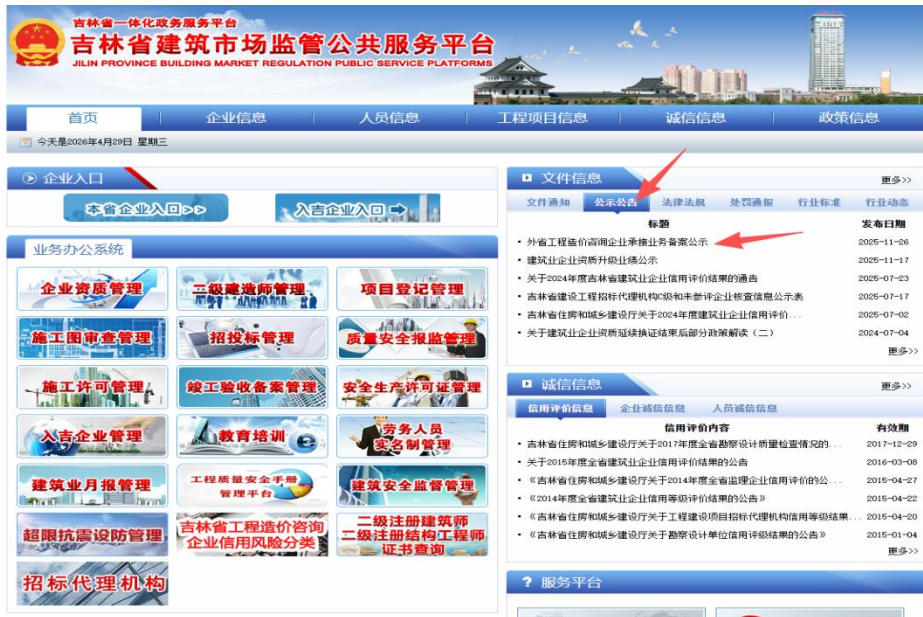 吉林省一体化政务服务平台
吉林省建筑市场监管公共服务平台
JILIN PROVINCE BUILDING MARKET REGULATION PUBLIC SERVICE PLATFORMS
首页 企业信息 人员信息 工程项目信息 诚信信息 政策信息
今天是2026年4月29日 星期三
企业入口
本省企业入口>>
入吉企业入口
业务办公系统
企业资质管理 二级建造师管理 项目登记管理
施工图审查管理 招投标管理 质量安全报监管理
施工许可管理 竣工验收备案管理 安全生产许可证管理
入吉企业管理 教育培训 劳务人员
实名制管理
建筑业月报管理 工程质量安全手册
管理平台 建筑安全监督管理
超限抗震设防管理 吉林省工程造价咨询
企业信用风险分类 二级注册建筑师
二级注册结构工程师
证书查询
招标代理机构
文件信息 更多>>
文件通知 公示公告 法律法规 处罚通报 行业标准 行业动态
标题 发布日期
· 外省工程造价咨询企业承接业务备案公示 2025-11-26
· 建筑业企业资质升级业绩公示 2025-11-17
· 关于2024年度吉林省建筑业企业信用评价结果的通告 2025-07-23
· 吉林省建设工程招标代理机构C级和未参评企业核查信息公示表 2025-07-17
· 吉林省住房和城乡建设厅关于2024年度建筑业企业信用评价... 2025-07-02
· 关于建筑业企业资质延续换证结束后部分政策解读（二） 2024-07-04
更多>>
诚信信息 更多>>
信用评价信息 企业诚信信息 人员诚信信息
信用评价内容 有效期
· 吉林省住房和城乡建设厅关于2017年度全省勘察设计质量检查情况的... 2017-12-29
· 关于2015年度全省建筑业企业信用评价结果的公告 2016-03-08
· 《吉林省住房和城乡建设厅关于2014年度全省监理企业信用评价的公... 2015-04-27
· 《2014年度全省建筑业企业信用等级评价结果的公告》 2015-04-22
· 《吉林省住房和城乡建设厅关于工程建设项目招标代理机构信用等级结果... 2015-04-20
· 《吉林省住房和城乡建设厅关于勘察设计单位信用评级结果的公告》 2015-01-04
更多>>
? 服务平台